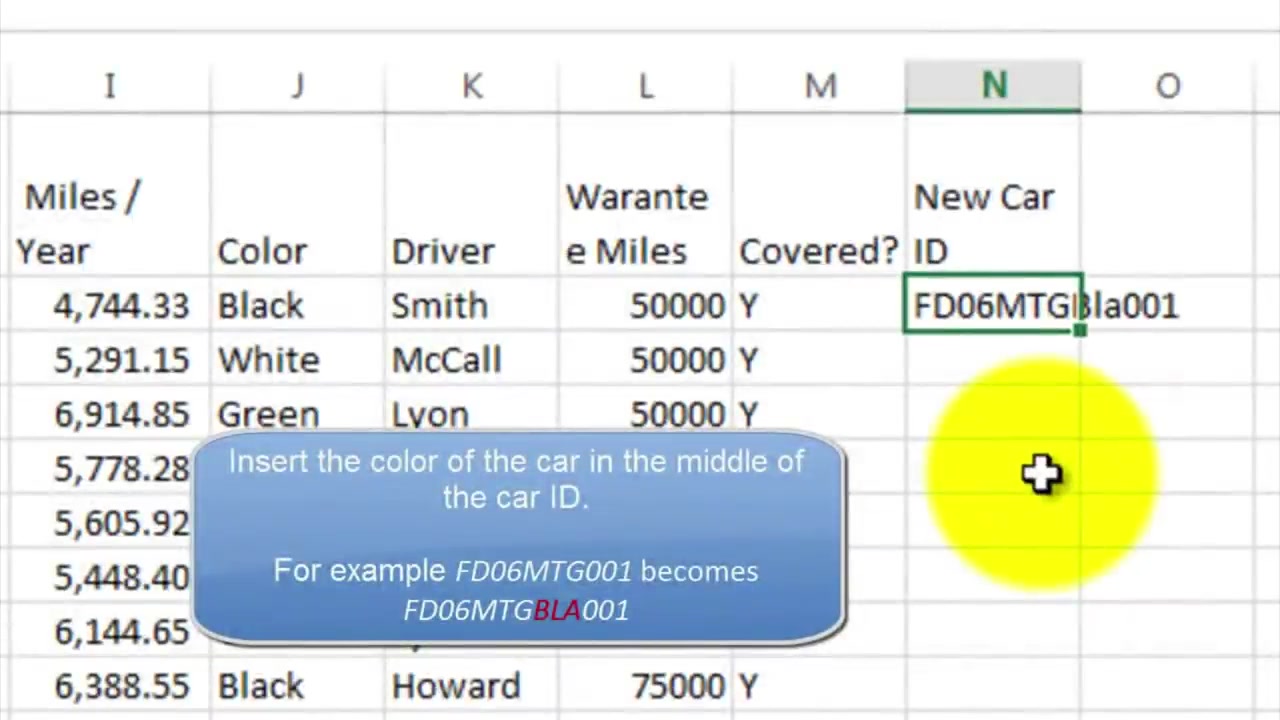 I J K L M N O
Miles / Warante New Car
Year Color Driver e Miles Covered? ID
4,744.33 Black Smith 50000 Y FD06MTGBla001
5,291.15 White McCall 50000 Y
6,914.85 Green Lyon 50000 Y
5,778.28
5,605.92
5,448.40
6,144.65
6,388.55 Black Howard 75000 Y
Insert the color of the car in the middle of
the car ID.
For example FD06MTG001 becomes
FD06MTGBLA001